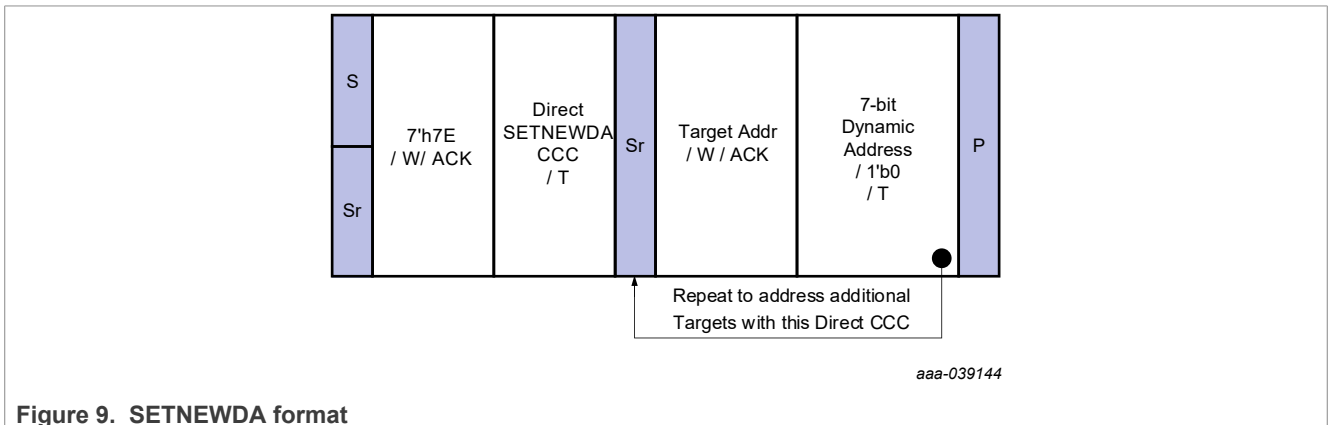 S
Sr
7'h7E
/ W/ ACK
Direct
SETNEWDA
CCC
/ T
Sr
Target Addr
/ W / ACK
7-bit
Dynamic
Address
/ 1'b0
/ T
P
Repeat to address additional
Targets with this Direct CCC
aaa-039144
Figure 9. SETNEWDA format